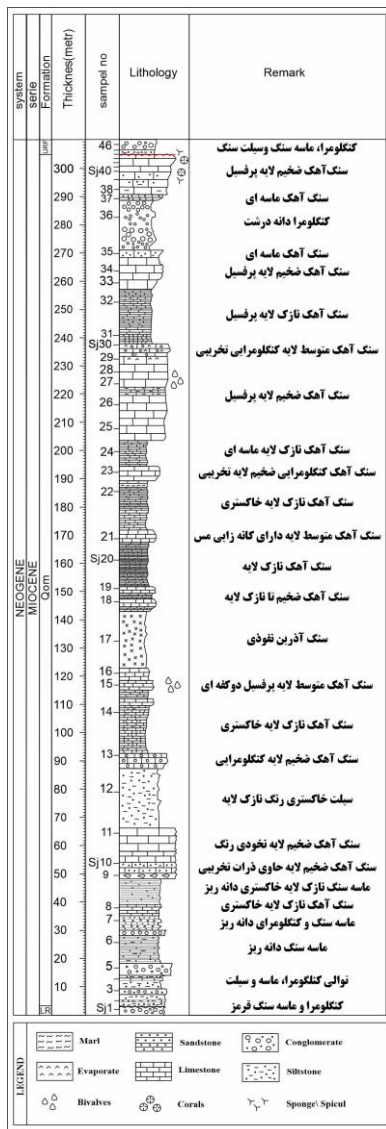 system
serie
Formation
Thicknes(metr)
sampel no
Lithology
Remark
NEOGENE
MIOCENE
URF
Qom
LR
300
290
280
270
260
250
240
230
220
210
200
190
180
170
160
150
140
130
120
110
100
90
80
70
60
50
40
30
20
10
46
Sj40
38
37
36
35
34
33
32
31
Sj30
29
28
27
26
25
24
23
22
21
Sj20
19
18
17
16
15
14
13
12
11
Sj10
9
8
7
6
5
3
Sj1
کنگلومرا، ماسه سنگ وسیلت سنگ
سنگ آهک ضخیم لایه پرفسیل
سنگ آهک ماسه ای
کنگلومرا دانه درشت
سنگ آهک ماسه ای
سنگ آهک ضخیم لایه پرفسیل
سنگ آهک نازک لایه پرفسیل
سنگ آهک متوسط لایه کنگلومرایی تخریبی
سنگ آهک ضخیم لایه پرفسیل
سنگ آهک نازک لایه ماسه ای
سنگ آهک کنگلومرایی ضخیم لایه تخریبی
سنگ آهک نازک لایه خاکستری
سنگ آهک متوسط لایه دارای کانه زایی مس
سنگ آهک نازک لایه
سنگ آهک ضخیم تا نازک لایه
سنگ آذرین نفوذی
سنگ آهک متوسط لایه پرفسیل دوکفه ای
سنگ آهک نازک لایه خاکستری
سنگ آهک ضخیم لایه کنگلومرایی
سیلت خاکستری رنگ نازک لایه
سنگ آهک ضخیم لایه نخودی رنگ
سنگ آهک ضخیم لایه حاوی ذرات تخریبی
ماسه سنگ نازک لایه خاکستری دانه ریز
سنگ آهک نازک لایه خاکستری
ماسه سنگ و کنگلومرای دانه ریز
ماسه سنگ دانه ریز
توالی کنلگومرا، ماسه و سیلت
کنگلومرا و ماسه سنگ قرمز
LEGEND
Marl
Sandstone
Conglomerate
Evaporate
Limestone
Siltstone
Bivalves
Corals
Sponge\ Spicul